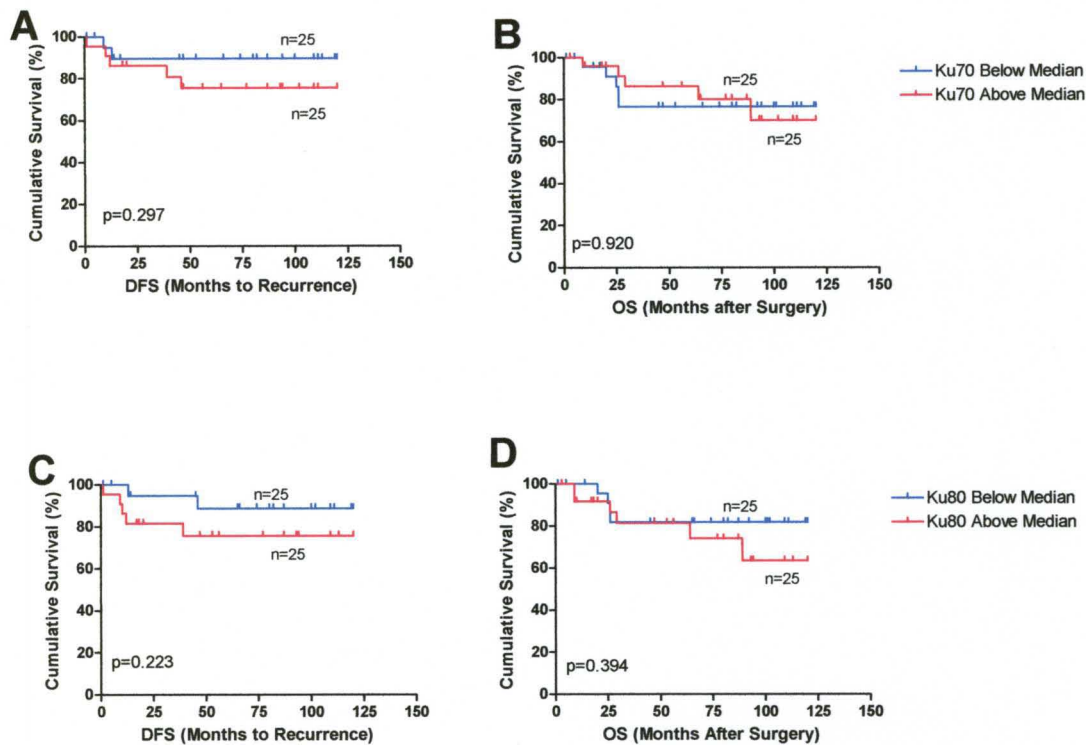 A
Cumulative Survival (%)
100
80
60
40
20
0
n=25
n=25
p=0.297
0 25 50 75 100 125 150
DFS (Months to Recurrence)
B
Cumulative Survival (%)
100
80
60
40
20
0
n=25
n=25
p=0.920
0 25 50 75 100 125 150
OS (Months after Surgery)
Ku70 Below Median
Ku70 Above Median
C
Cumulative Survival (%)
100
80
60
40
20
0
n=25
n=25
p=0.223
0 25 50 75 100 125 150
DFS (Months to Recurrence)
D
Cumulative Survival (%)
100
80
60
40
20
0
n=25
n=25
p=0.394
0 25 50 75 100 125 150
OS (Months After Surgery)
Ku80 Below Median
Ku80 Above Median